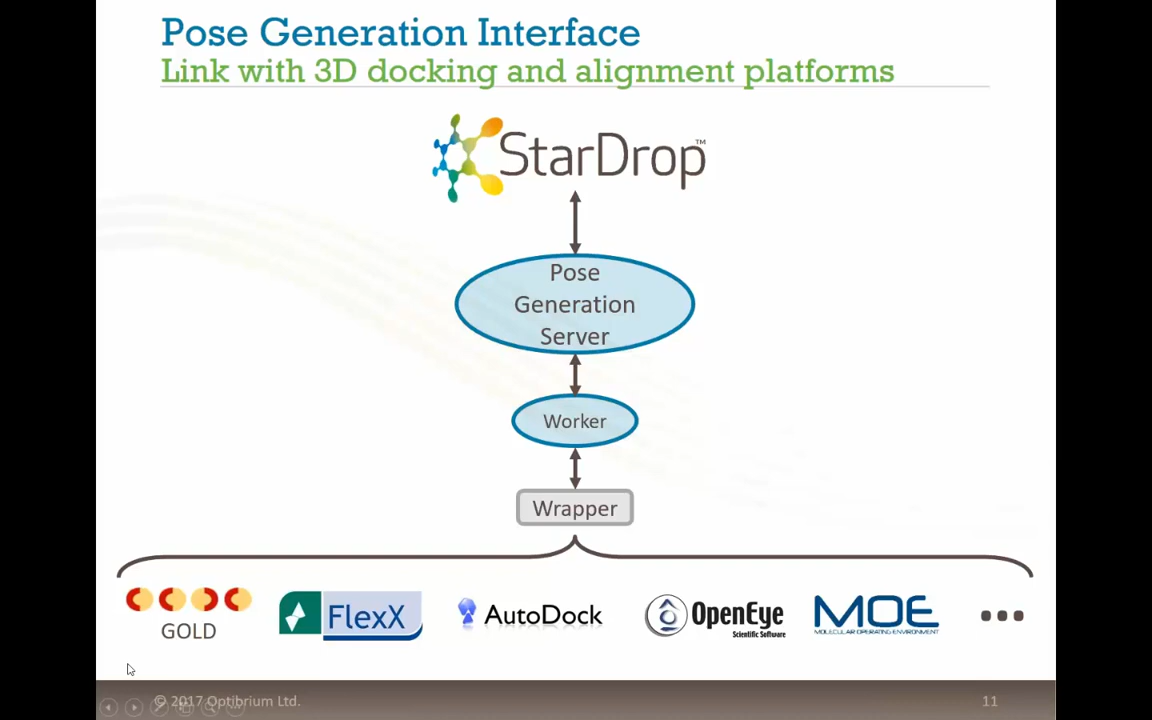 Pose Generation Interface
Link with 3D docking and alignment platforms
StarDrop™
Pose
Generation
Server
Worker
Wrapper
GOLD
FlexX
AutoDock
OpenEye
Scientific Software
MOE
MOLECULAR OPERATING ENVIRONMENT
© 2017 Optibrium Ltd.
11